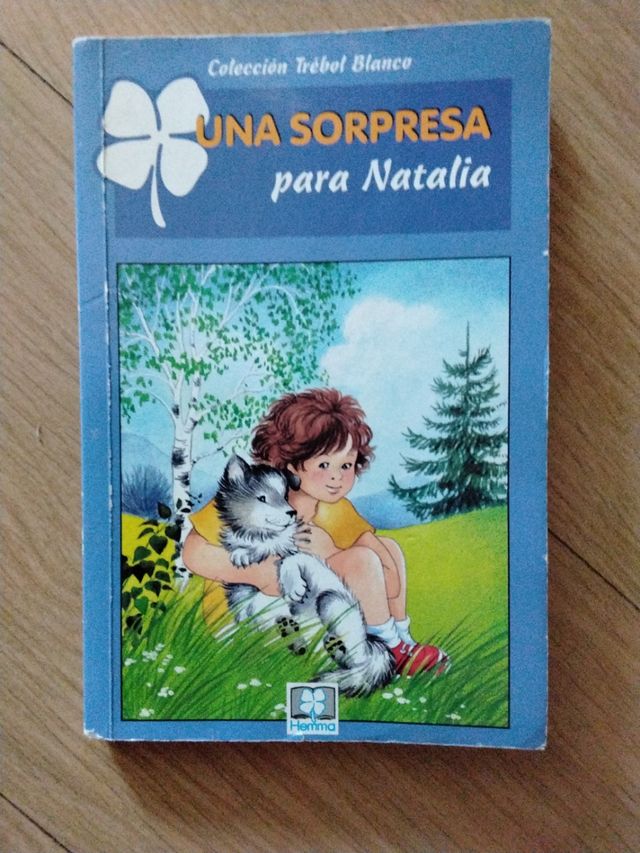 Colección Trébol Blanco
UNA SORPRESA
para Natalia
Hemma